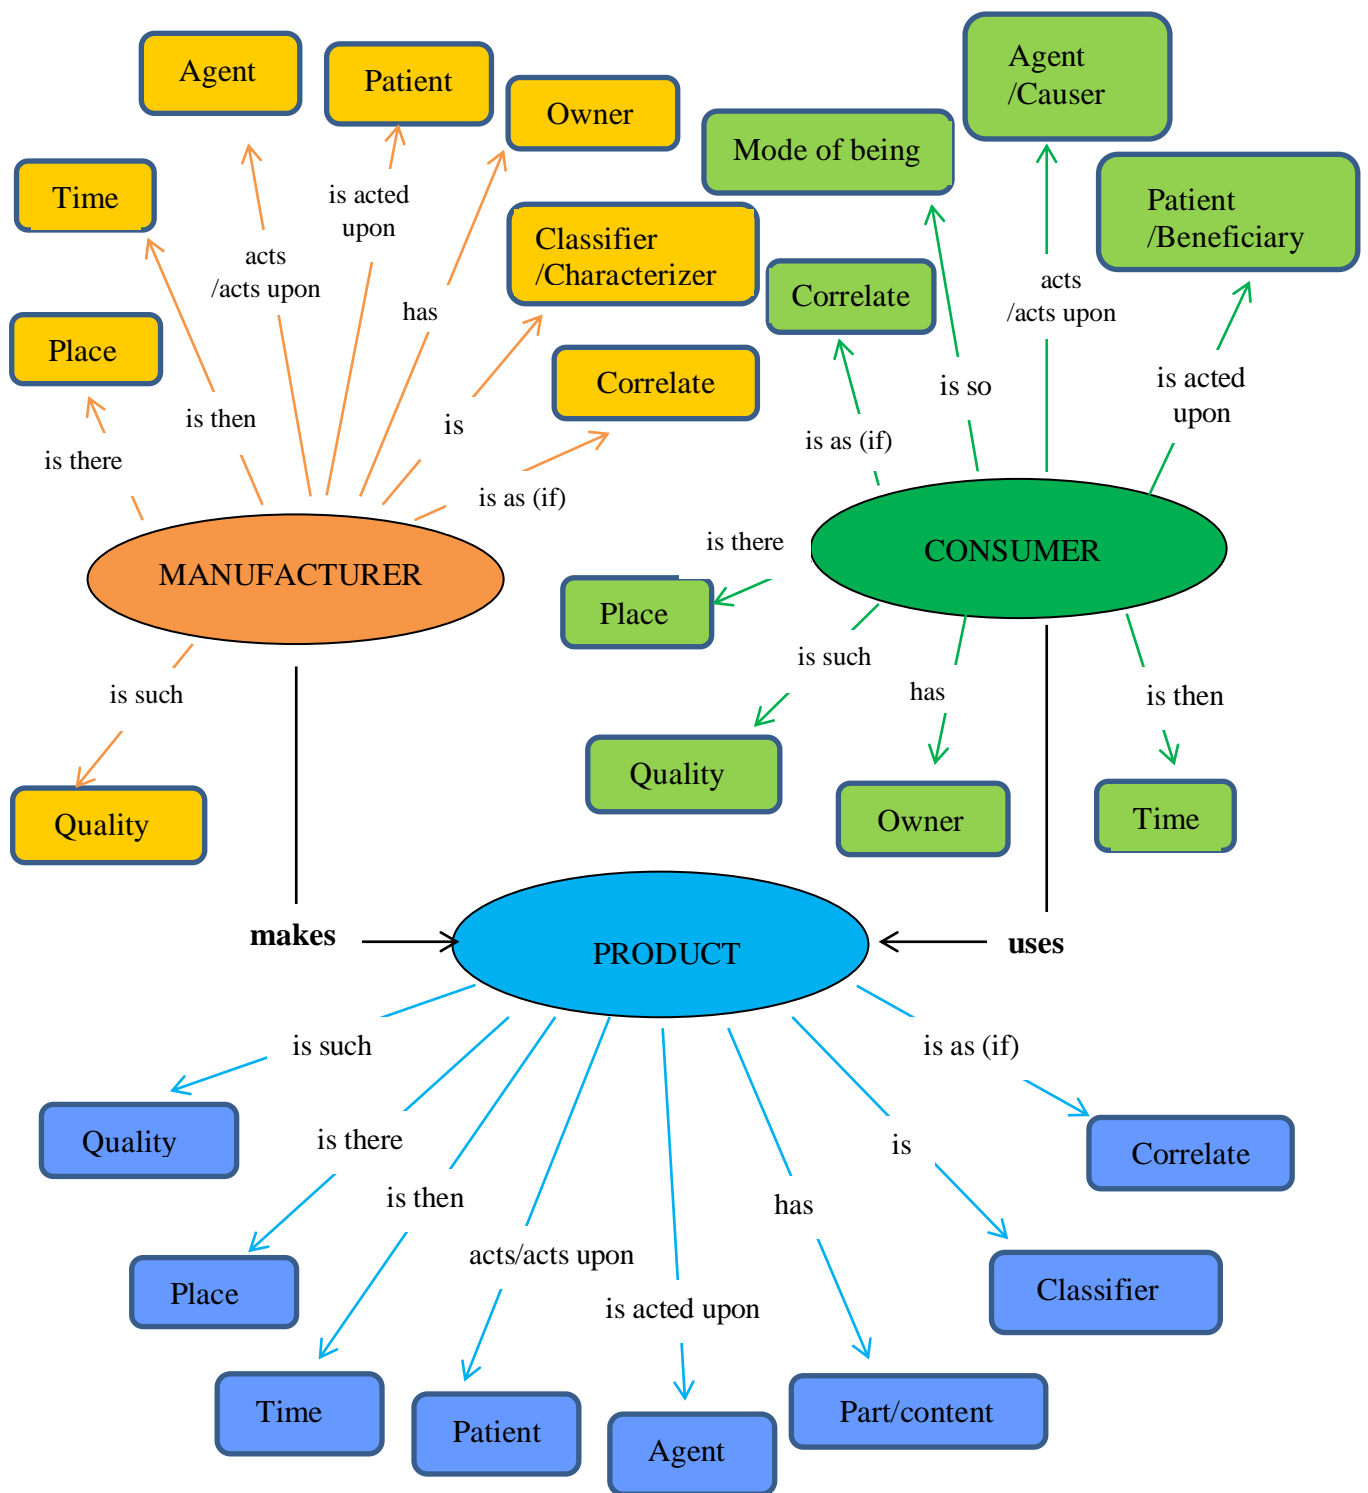 Agent
Patient
Owner
Agent
/Causer
Mode of being
Time
is acted
upon
Patient
/Beneficiary
Classifier
/Characterizer
acts
/acts upon
has
Correlate
acts
/acts upon
Place
Correlate
is then
is
is so
is acted
upon
is there
is as (if)
is as (if)
is there
MANUFACTURER
CONSUMER
Place
is such
is such
has
is then
Quality
Quality
Owner
Time
makes
PRODUCT
uses
is such
is as (if)
Quality
is there
is
Correlate
is then
has
acts/acts upon
Place
is acted upon
Classifier
Time
Patient
Agent
Part/content